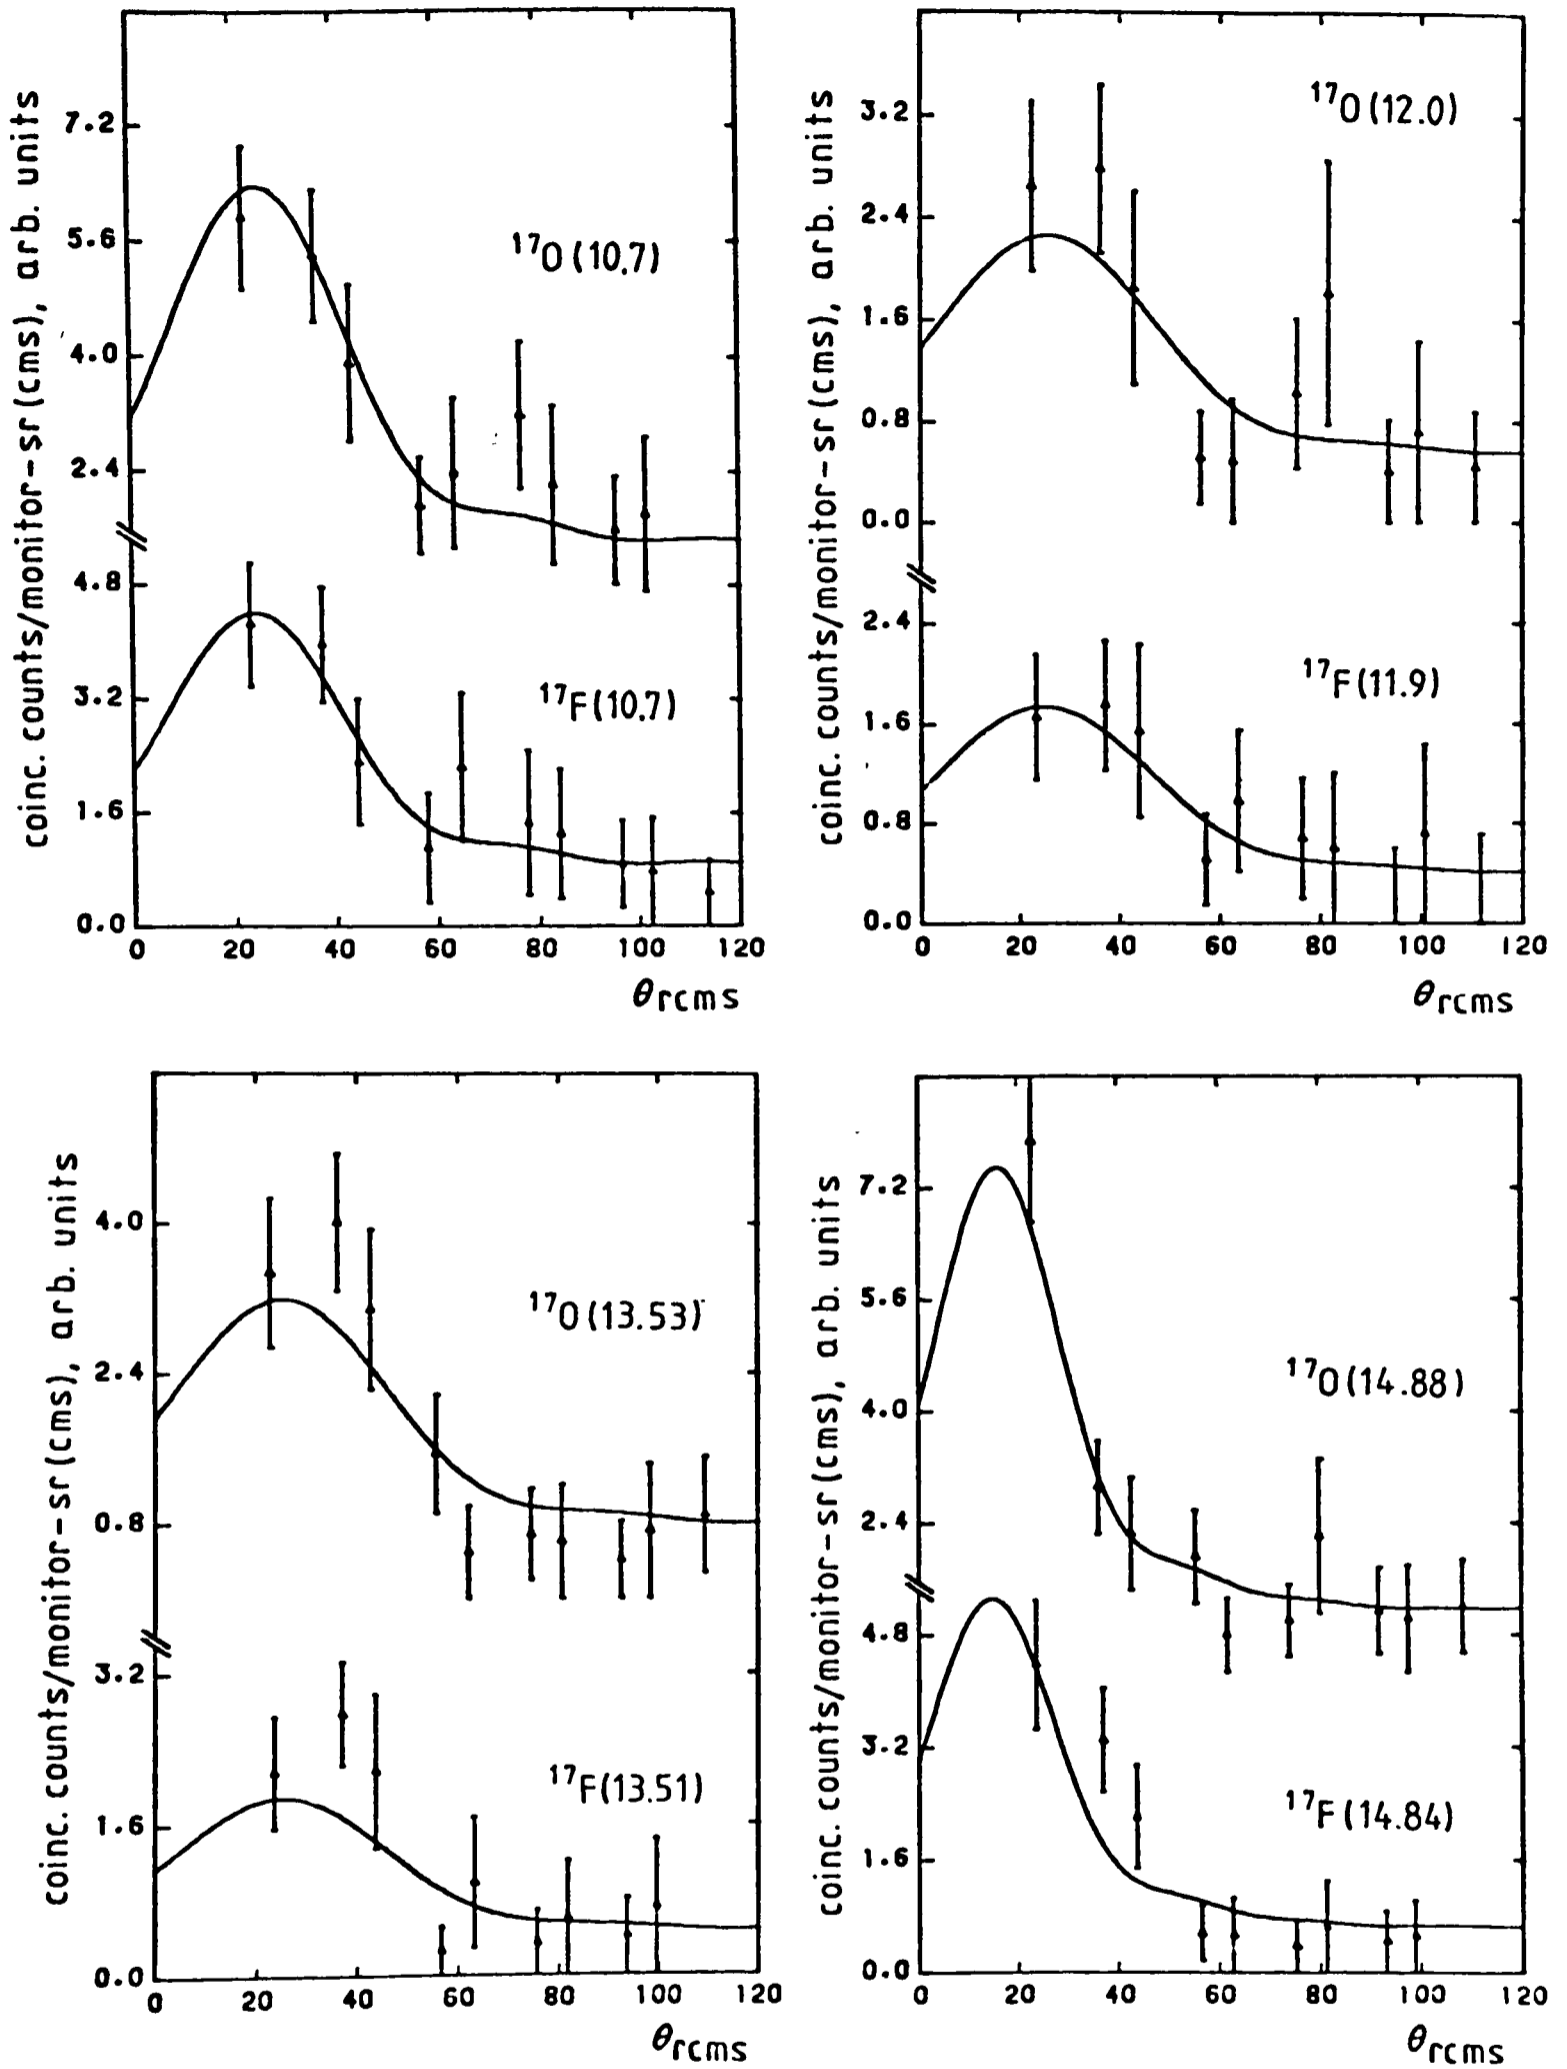 coinc. counts/monitor-sr(cms), arb. units
7.2
5.6
4.0
2.4
4.8
3.2
1.6
0.0
¹⁷O(10.7)
¹⁷F(10.7)
0 20 40 60 80 100 120
θrcms
coinc. counts/monitor-sr(cms), arb. units
3.2
2.4
1.6
0.8
0.0
2.4
1.6
0.8
0.0
¹⁷O(12.0)
¹⁷F(11.9)
0 20 40 60 80 100 120
θrcms
coinc. counts/monitor-sr(cms), arb. units
4.0
2.4
0.8
3.2
1.6
0.0
¹⁷O(13.53)
¹⁷F(13.51)
0 20 40 60 80 100 120
θrcms
coinc. counts/monitor-sr(cms), arb. units
7.2
5.6
4.0
2.4
4.8
3.2
1.6
0.0
¹⁷O(14.88)
¹⁷F(14.84)
0 20 40 60 80 100 120
θrcms